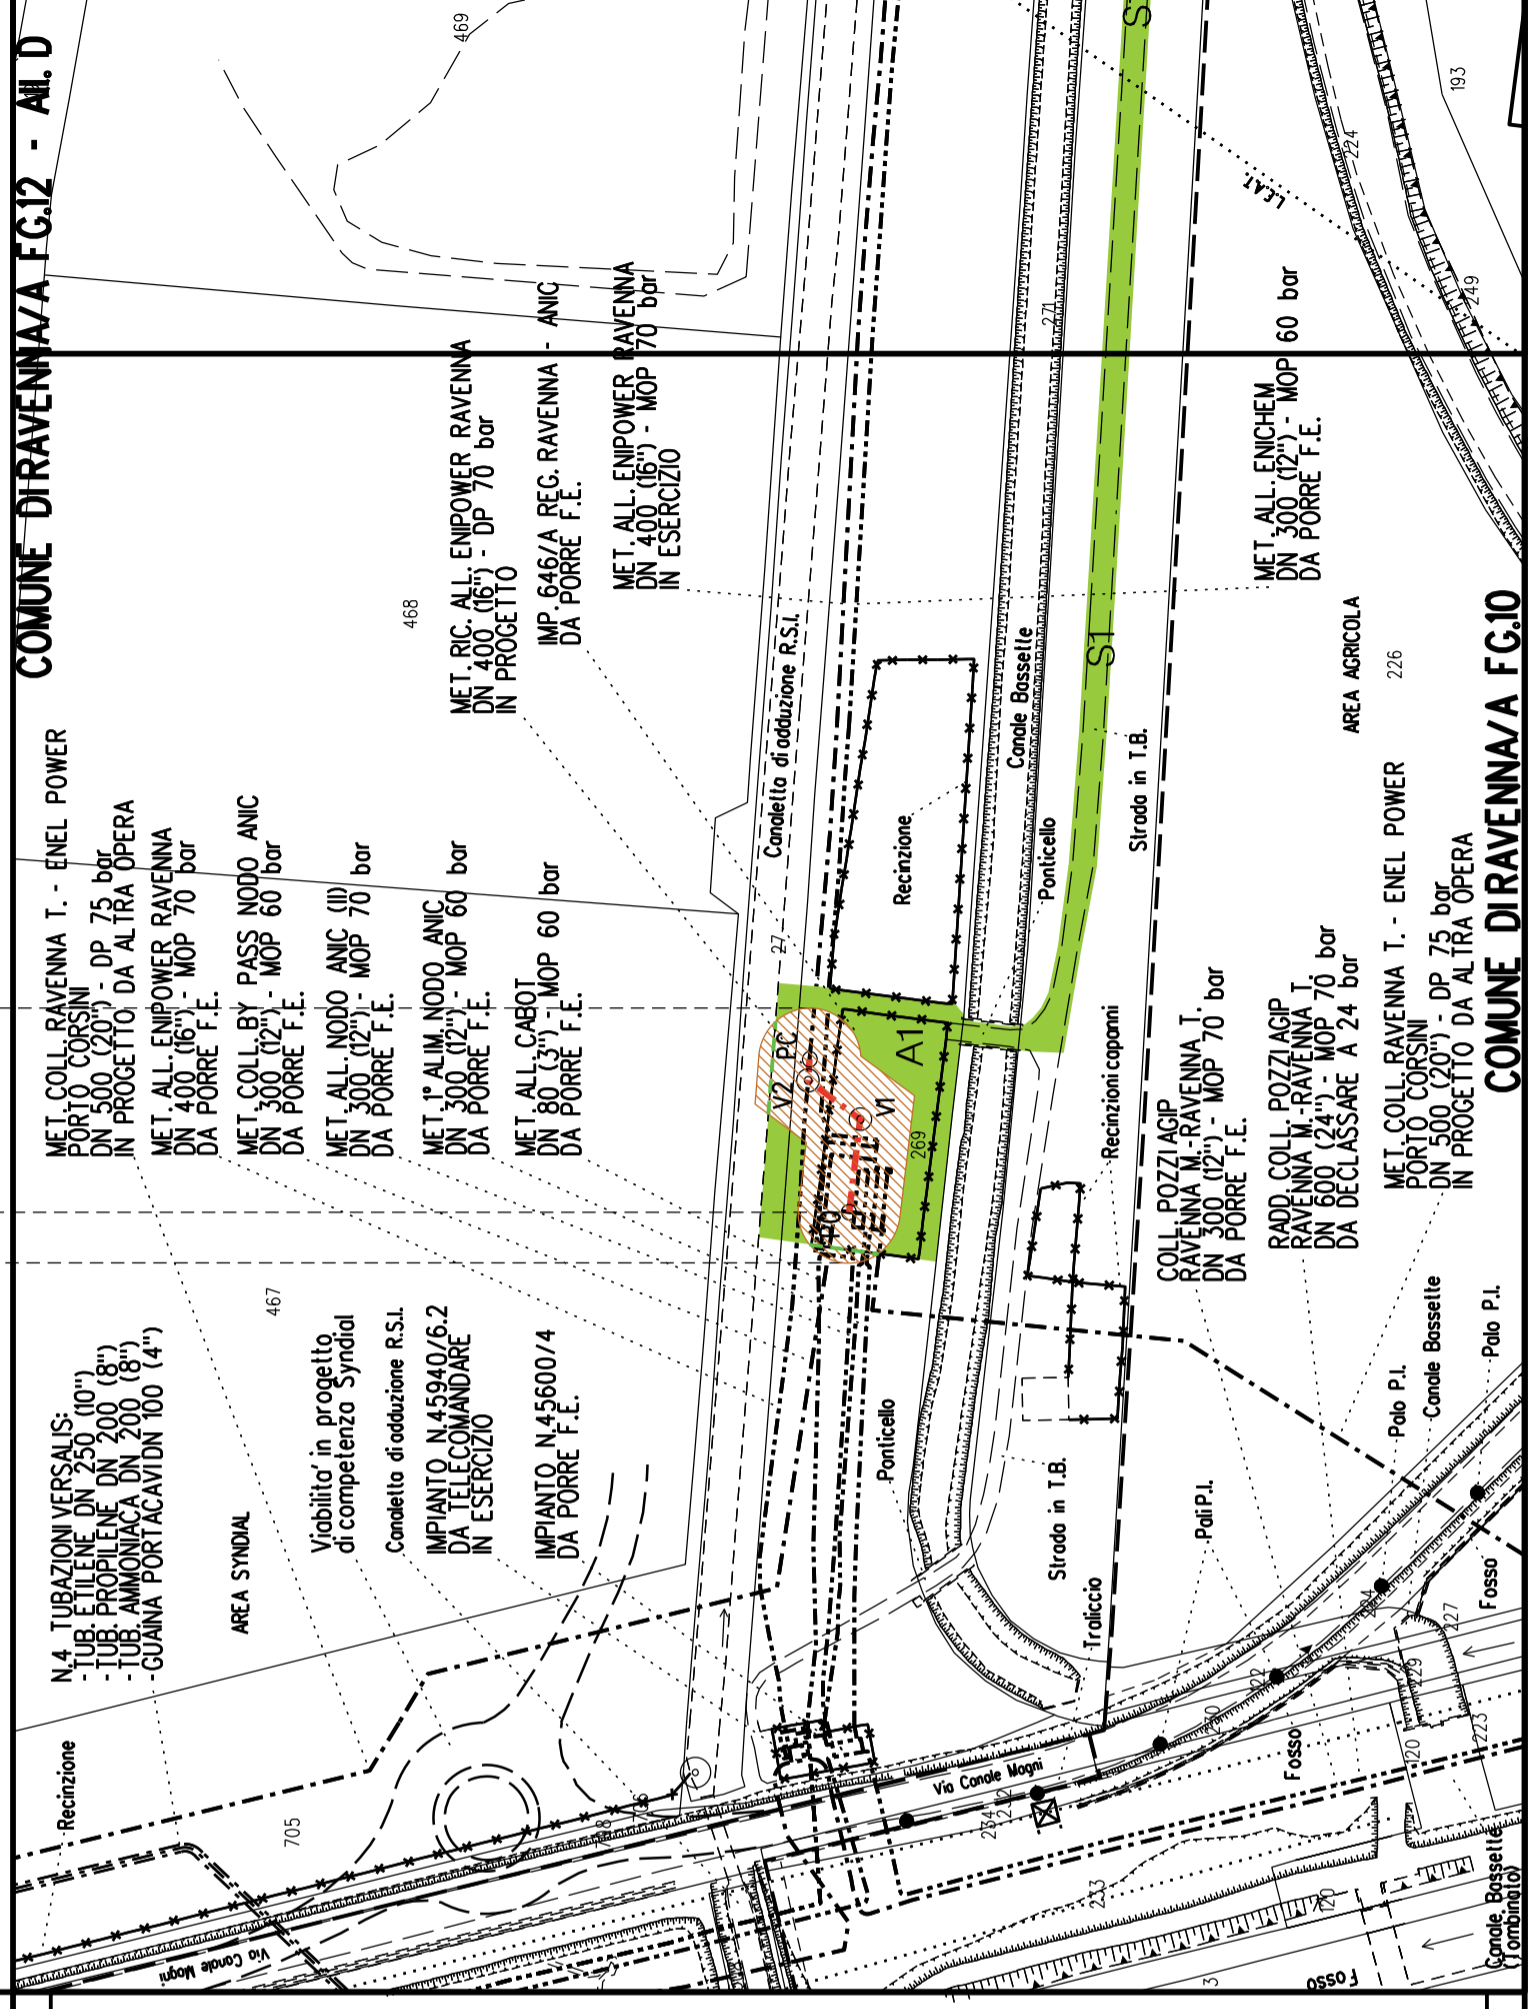 COMUNE DI RAVENNA/A FG.12 - All. D
469
193
224
I.F.A.T.
249
271
MET. RIC. ALL. ENIPOWER RAVENNA
DN 400 (16") - DP 70 bar
IN PROGETTO
IMP. 646/A REG. RAVENNA - ANIC
DA PORRE F.E.
MET. ALL. ENIPOWER RAVENNA
DN 400 (16") - MOP 70 bar
IN ESERCIZIO
MET. ALL. ENICHEM
DN 300 (12") - MOP 60 bar
DA PORRE F.E.
468
Canaletta di adduzione R.S.I.
Canale Bassette
S1
AREA AGRICOLA
226
MET. COLL. RAVENNA T. - ENEL POWER
PORTO CORSINI
DN 500 (20") - DP 75 bar
IN PROGETTO DA ALTRA OPERA
MET. ALL. ENIPOWER RAVENNA
DN 400 (16") - MOP 70 bar
DA PORRE F.E.
MET. COLL. BY PASS NODO ANIC
DN 300 (12") - MOP 60 bar
DA PORRE F.E.
MET. ALL. NODO ANIC (II)
DN 300 (12") - MOP 70 bar
DA PORRE F.E.
MET. 1° ALIM. NODO ANIC
DN 300 (12") - MOP 60 bar
DA PORRE F.E.
MET. ALL. CABOT
DN 80 (3") - MOP 60 bar
DA PORRE F.E.
27
Recinzione
Ponticello
Strada in T.B.
V2
PC
V1
A1
269
Recinzioni capanni
COLL. POZZI AGIP
RAVENNA M.-RAVENNA T.
DN 300 (12") - MOP 70 bar
DA PORRE F.E.
RADD. COLL. POZZI AGIP
RAVENNA M.-RAVENNA T.
DN 600 (24") - MOP 70 bar
DA DECLASSARE A 24 bar
MET. COLL. RAVENNA T. - ENEL POWER
PORTO CORSINI
DN 500 (20") - DP 75 bar
IN PROGETTO DA ALTRA OPERA
COMUNE DI RAVENNA/A FG.10
467
N.4 TUBAZIONI VERSALIS:
- TUB. ETILENE DN 250 (10")
- TUB. PROPILENE DN 200 (8")
- TUB. AMMONIACA DN 200 (8")
- GUAINA PORTACAVI DN 100 (4")
AREA SYNDIAL
Viabilita' in progetto
di competenza Syndial
Canaletta di adduzione R.S.I.
IMPIANTO N.45940/6.2
DA TELECOMANDARE
IN ESERCIZIO
IMPIANTO N.45600/4
DA PORRE F.E.
Ponticello
Strada in T.B.
Traliccio
Pali P.I.
Palo P.I.
Canale Bassette
Palo P.I.
Fosso
227
229
223
Fosso
230
Recinzione
705
Via Canale Magni
Via Canale Magni
234
232
233
120
120
3
Fosso
Canale Bassette
(Tombinato)